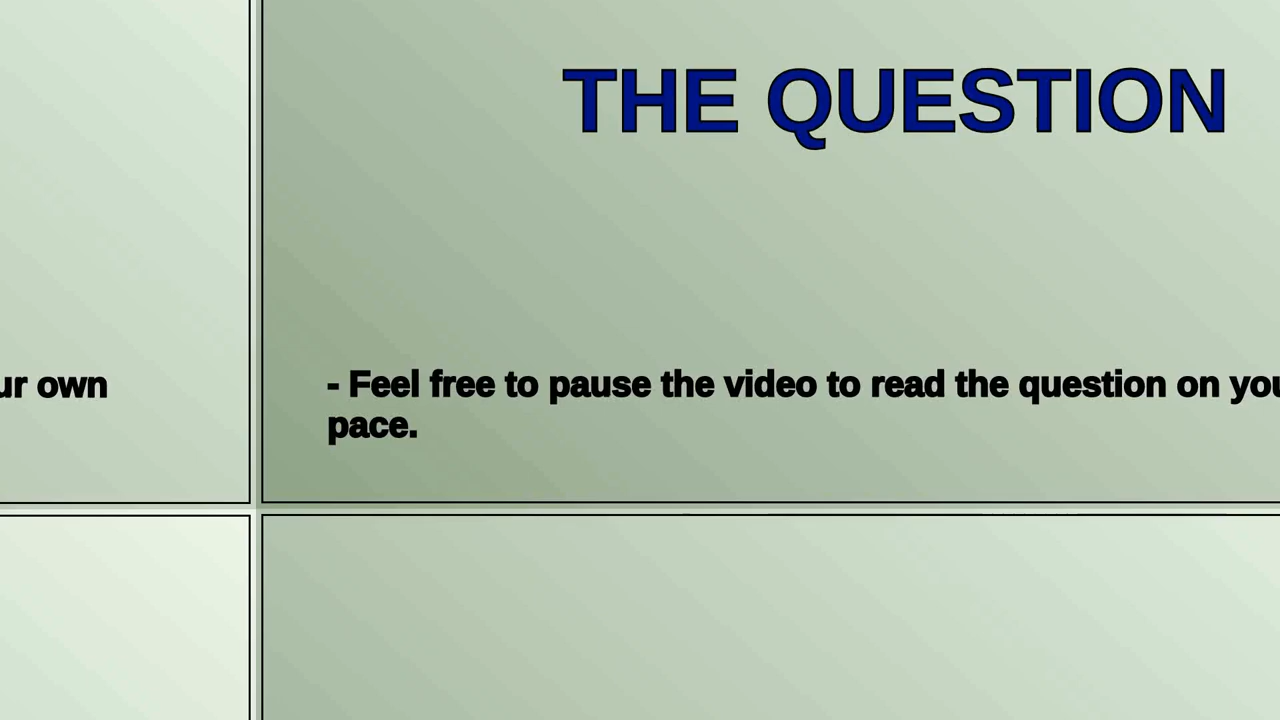 THE QUESTION
ur own
- Feel free to pause the video to read the question on you
pace.